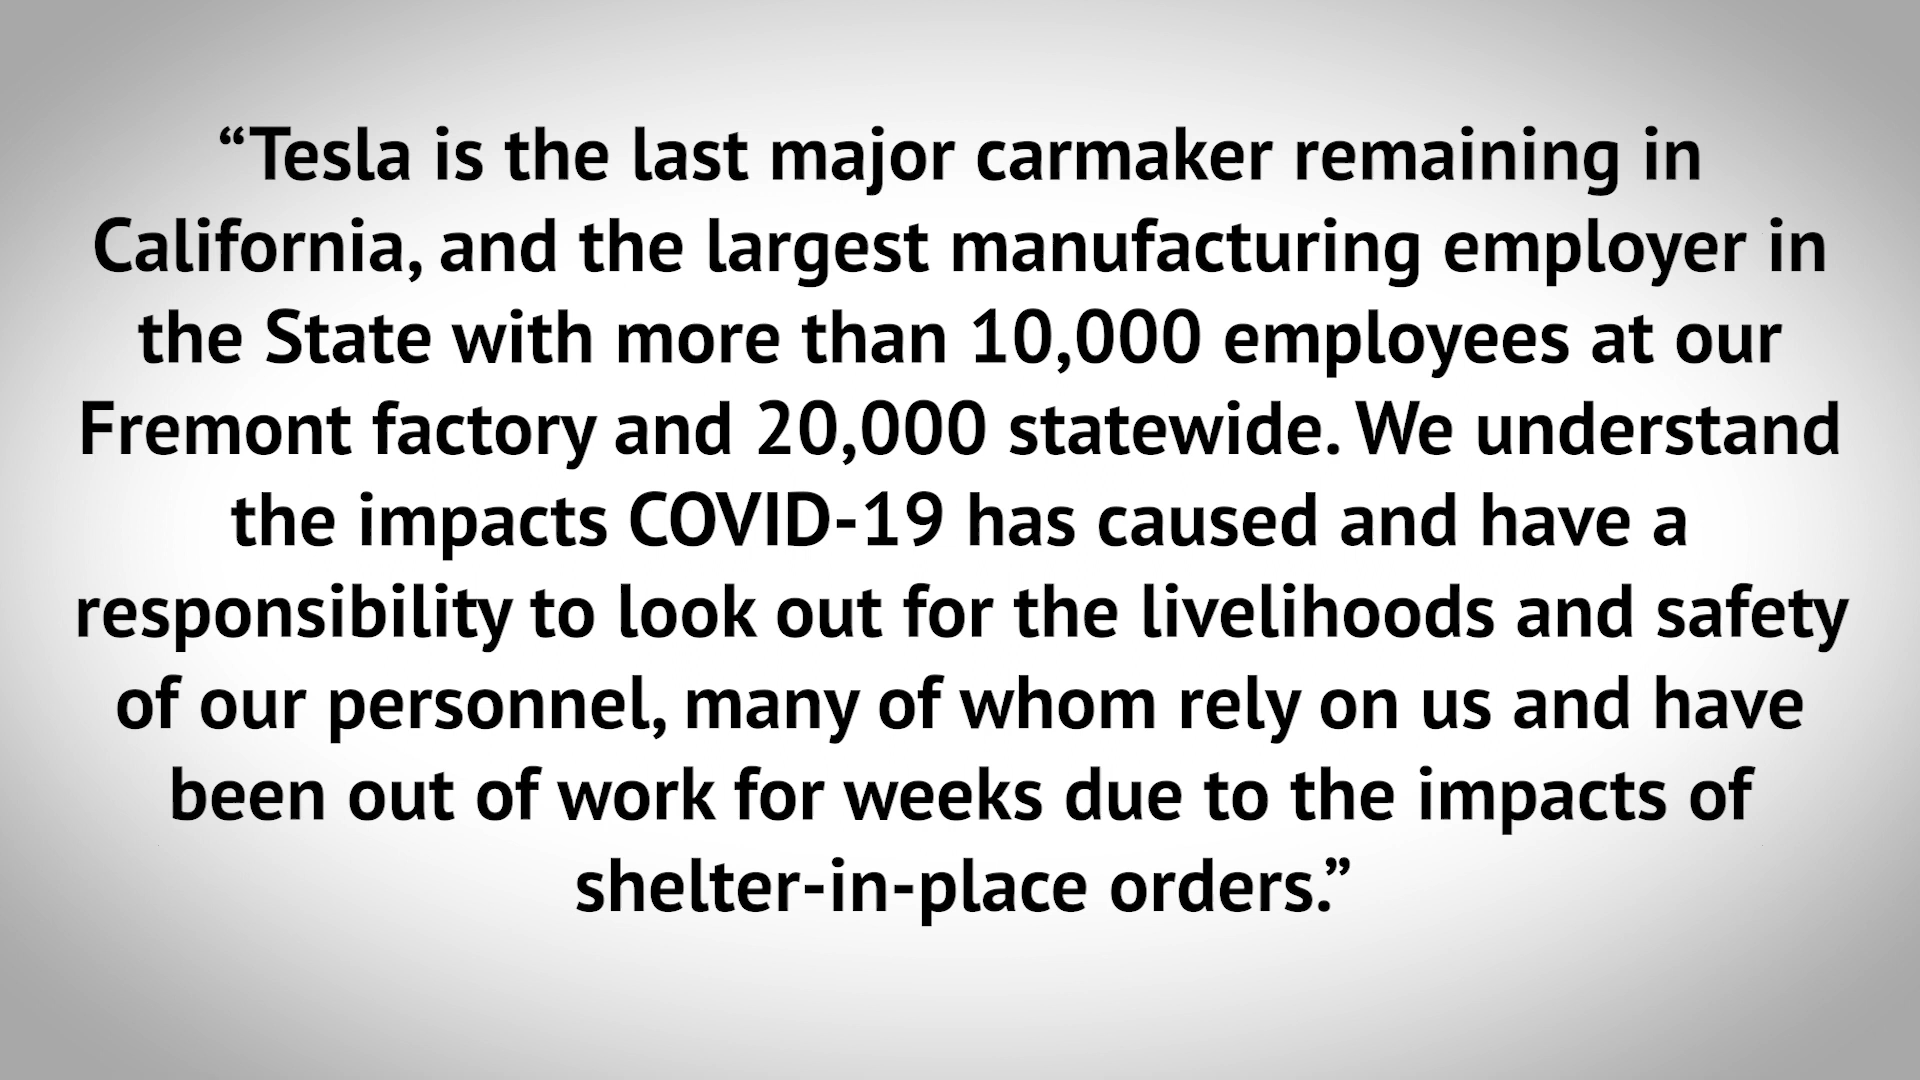 “Tesla is the last major carmaker remaining in
California, and the largest manufacturing employer in
the State with more than 10,000 employees at our
Fremont factory and 20,000 statewide. We understand
the impacts COVID-19 has caused and have a
responsibility to look out for the livelihoods and safety
of our personnel, many of whom rely on us and have
been out of work for weeks due to the impacts of
shelter-in-place orders.”